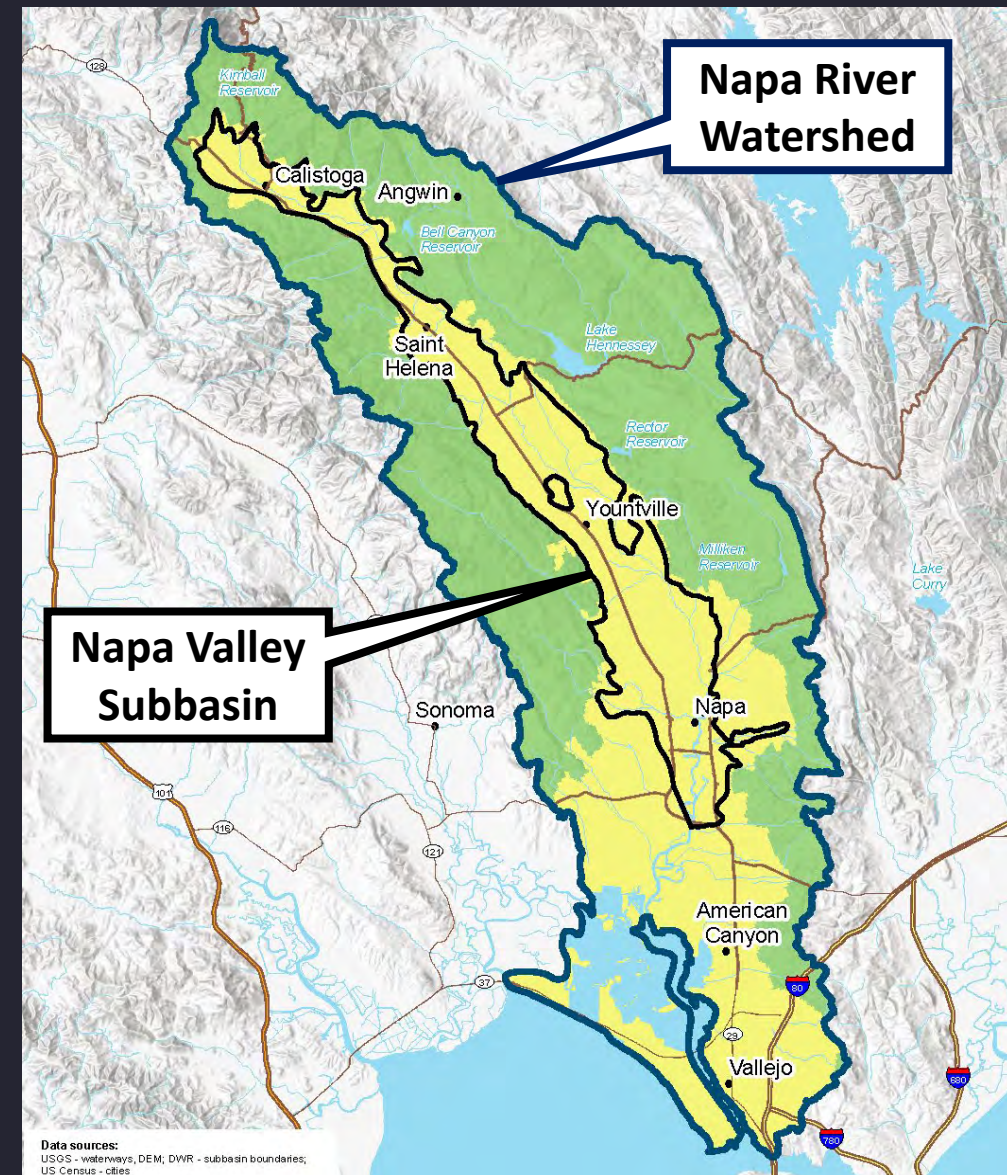 128
Kimball
Reservoir
Napa River
Watershed
Calistoga
Angwin
Bell Canyon
Reservoir
Saint
Helena
Lake
Hennessey
Rector
Reservoir
Yountville
Milliken
Reservoir
Lake
Curry
Napa Valley
Subbasin
Sonoma
Napa
101
116
121
American
Canyon
37
80
29
Vallejo
680
780
Data sources:
USGS - waterways, DEM; DWR - subbasin boundaries;
US Census - cities